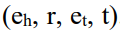 (eₕ, r, eₜ, t)